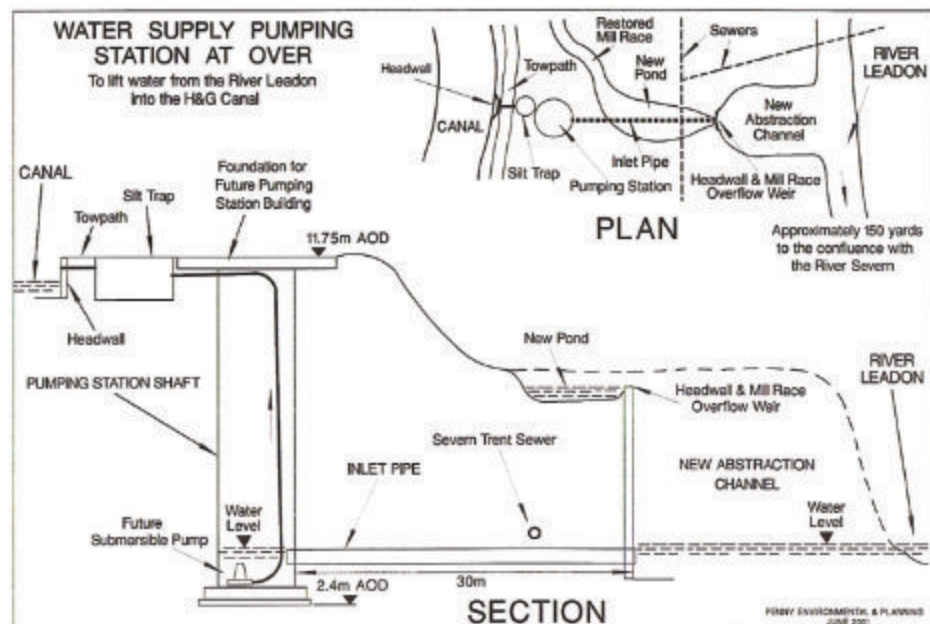 WATER SUPPLY PUMPING
STATION AT OVER
To lift water from the River Leadon
into the H&G Canal
Restored
Mill Race
Sewers
RIVER
LEADON
Headwall
Towpath
New
Pond
CANAL
New
Abstraction
Channel
Silt Trap
Inlet Pipe
Pumping Station
Headwall & Mill Race
Overflow Weir
PLAN
Approximately 150 yards
to the confluence with
the River Severn
CANAL
Silt Trap
Towpath
Foundation for
Future Pumping
Station Building
11.75m AOD
Headwall
PUMPING STATION SHAFT
New Pond
RIVER
LEADON
Headwall & Mill Race
Overflow Weir
Severn Trent Sewer
INLET PIPE
NEW ABSTRACTION
CHANNEL
Water
Level
Future
Submersible Pump
Water
Level
2.4m AOD
30m
SECTION
PENNY ENVIRONMENTAL & PLANNING
JUNE 2001